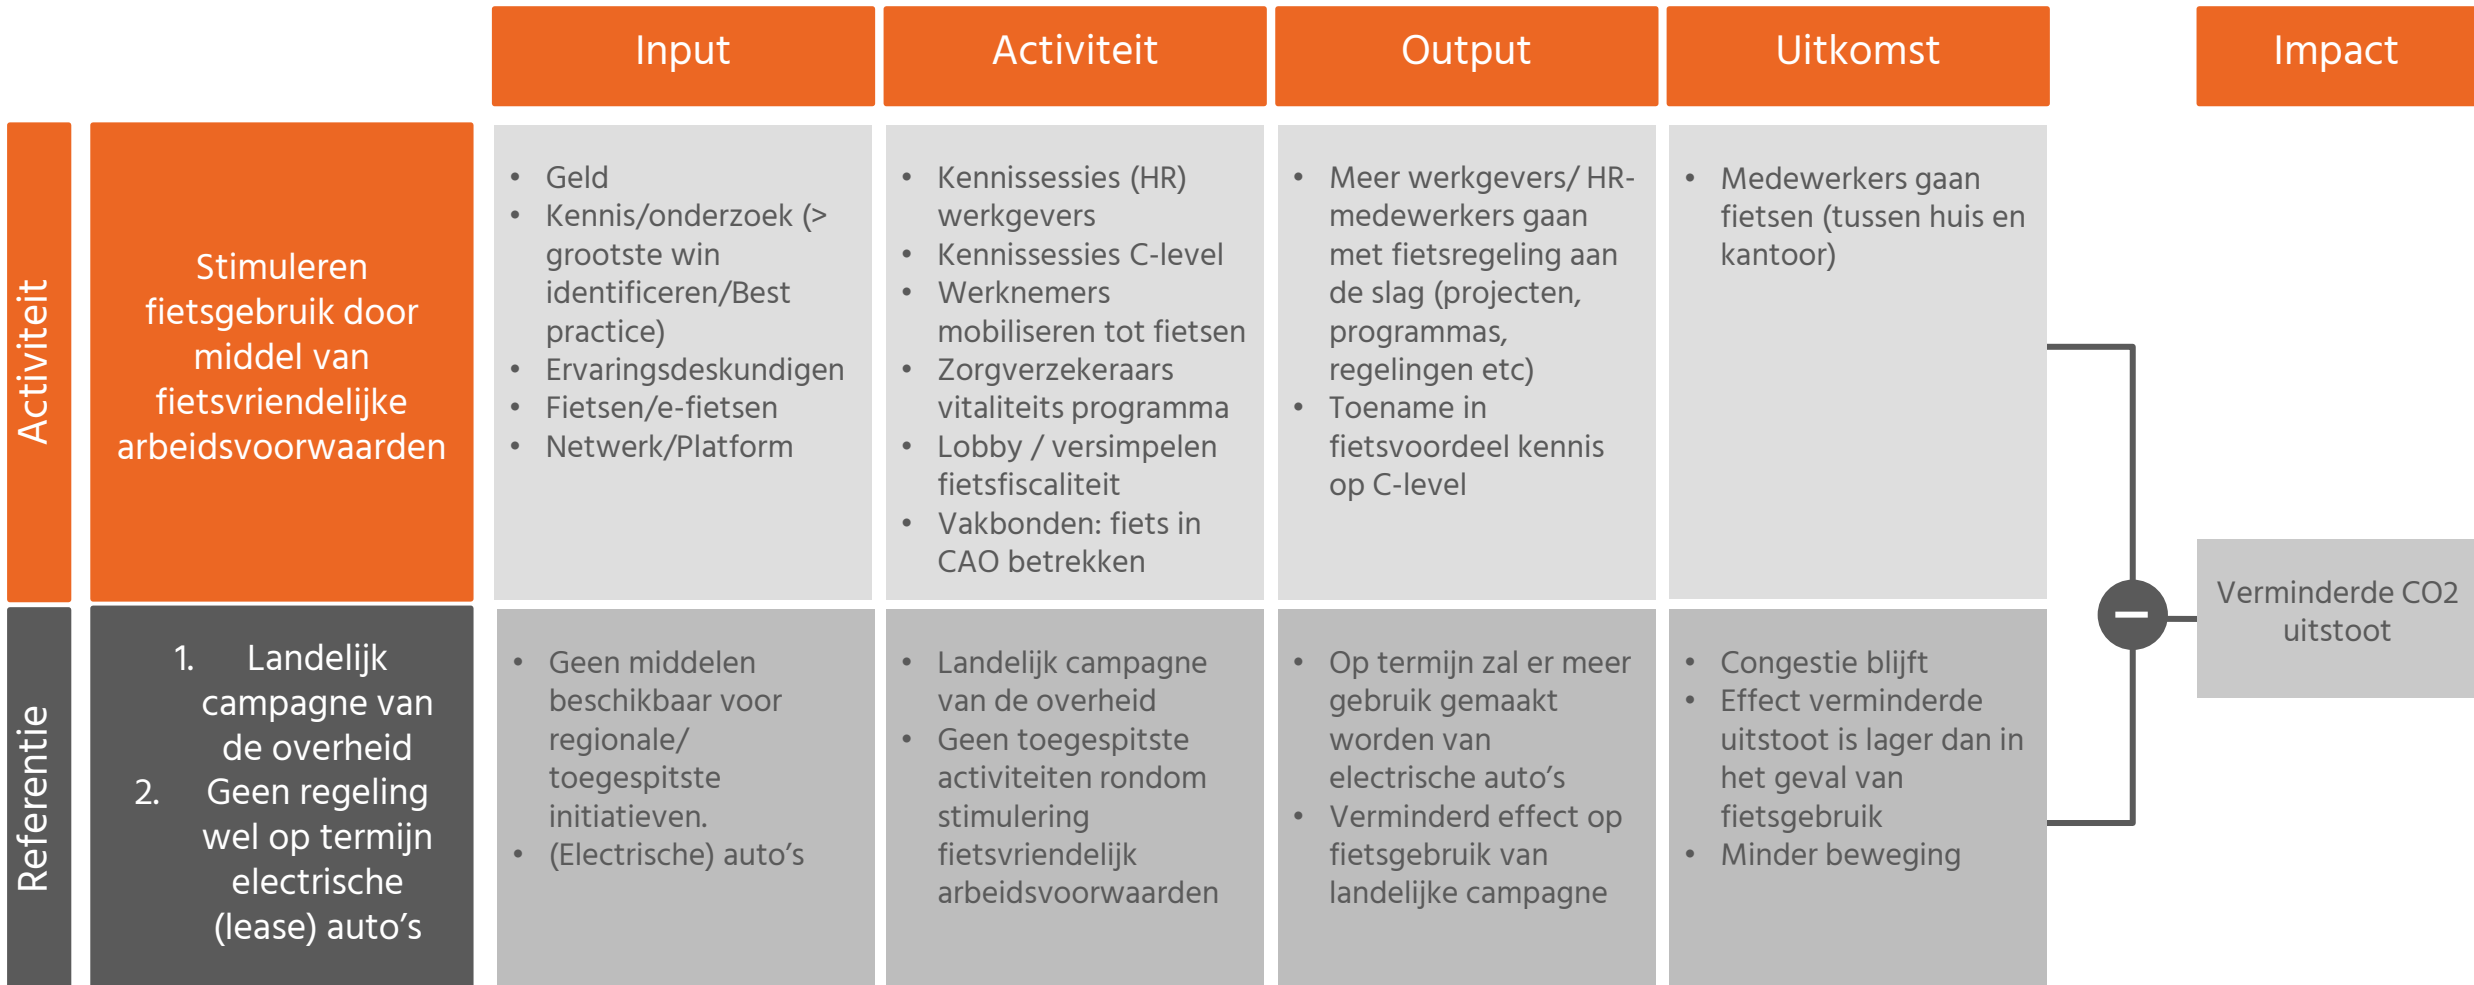 Input
Activiteit
Output
Uitkomst
Impact
Activiteit
Stimuleren
fietsgebruik door
middel van
fietsvriendelijke
arbeidsvoorwaarden
• Geld
• Kennis/onderzoek (>
grootste win
identificeren/Best
practice)
• Ervaringsdeskundigen
• Fietsen/e-fietsen
• Netwerk/Platform
• Kennissessies (HR)
werkgevers
• Kennissessies C-level
• Werknemers
mobiliseren tot fietsen
• Zorgverzekeraars
vitaliteits programma
• Lobby / versimpelen
fietsfiscaliteit
• Vakbonden: fiets in
CAO betrekken
• Meer werkgevers/ HR-
medewerkers gaan
met fietsregeling aan
de slag (projecten,
programmas,
regelingen etc)
• Toename in
fietsvoordeel kennis
op C-level
• Medewerkers gaan
fietsen (tussen huis en
kantoor)
Referentie
1. Landelijk
campagne van
de overheid
2. Geen regeling
wel op termijn
electrische
(lease) auto’s
• Geen middelen
beschikbaar voor
regionale/
toegespitste
initiatieven.
• (Electrische) auto’s
• Landelijk campagne
van de overheid
• Geen toegespitste
activiteiten rondom
stimulering
fietsvriendelijk
arbeidsvoorwaarden
• Op termijn zal er meer
gebruik gemaakt
worden van
electrische auto’s
• Verminderd effect op
fietsgebruik van
landelijke campagne
• Congestie blijft
• Effect verminderde
uitstoot is lager dan in
het geval van
fietsgebruik
• Minder beweging
–
Verminderde CO2
uitstoot